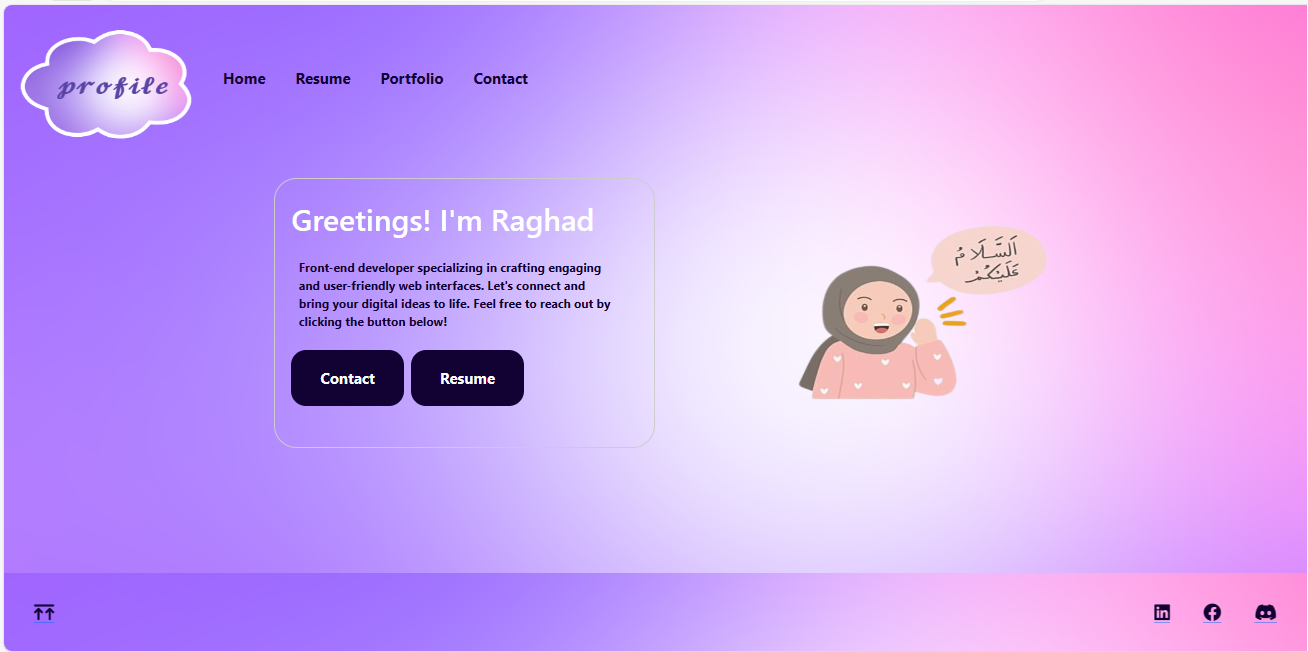 profile
Home Resume Portfolio Contact
Greetings! I'm Raghad
Front-end developer specializing in crafting engaging
and user-friendly web interfaces. Let's connect and
bring your digital ideas to life. Feel free to reach out by
clicking the button below!
Contact Resume
اَلسَّلَامُ
عَلَيْكُمْ